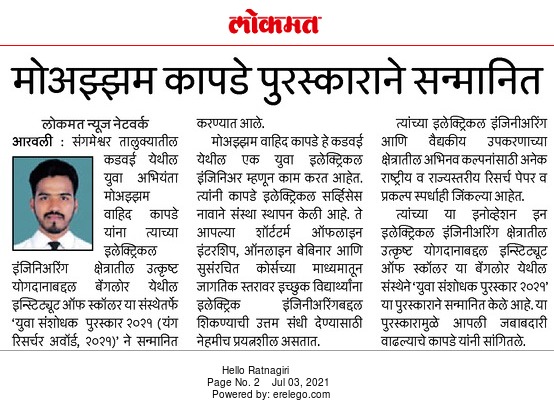 लोकमत
मोअझ्झम कापडे पुरस्काराने सन्मानित
लोकमत न्यूज नेटवर्क
आरवली : संगमेश्वर तालुक्यातील
कडवई येथील
युवा अभियंता
मोअझ्झम
वाहिद कापडे
यांना त्याच्या
इलेक्ट्रिकल
इंजिनिअरिंग क्षेत्रातील उत्कृष्ट
योगदानाबद्दल बेंगलोर येथील
इन्स्टिट्यूट ऑफ स्कॉलर या संस्थेतर्फे
‘युवा संशोधक पुरस्कार २०२१ (यंग
रिसर्चर अवॉर्ड, २०२१)’ ने सन्मानित
करण्यात आले.
मोअझ्झम वाहिद कापडे हे कडवई
येथील एक युवा इलेक्ट्रिकल
इंजिनिअर म्हणून काम करत आहेत.
त्यांनी कापडे इलेक्ट्रिकल सर्व्हिसेस
नावाने संस्था स्थापन केली आहे. ते
आपल्या शॉर्टटर्म ऑफलाइन
इंटरशिप, ऑनलाइन बेबिनार आणि
सुसंरचित कोर्सच्या माध्यमातून
जागतिक स्तरावर इच्छुक विद्यार्थ्यांना
इलेक्ट्रिक इंजिनीअरिंगबद्दल
शिकण्याची उत्तम संधी देण्यासाठी
नेहमीच प्रयत्नशील असतात.
त्यांच्या इलेक्ट्रिकल इंजिनीअरिंग
आणि वैद्यकीय उपकरणाच्या
क्षेत्रातील अभिनव कल्पनांसाठी अनेक
राष्ट्रीय व राज्यस्तरीय रिसर्च पेपर व
प्रकल्प स्पर्धाही जिंकल्या आहेत.
त्यांच्या या इनोव्हेशन इन
इलेक्ट्रिकल इंजिनीअरिंग क्षेत्रातील
उत्कृष्ट योगदानाबद्दल इन्स्टिट्यूट
ऑफ स्कॉलर या बेंगलोर येथील
संस्थेने ‘युवा संशोधक पुरस्कार २०२१’
या पुरस्काराने सन्मानित केले आहे. या
पुरस्कारामुळे आपली जबाबदारी
वाढल्याचे कापडे यांनी सांगितले.
Hello Ratnagiri
Page No. 2 Jul 03, 2021
Powered by: erelego.com